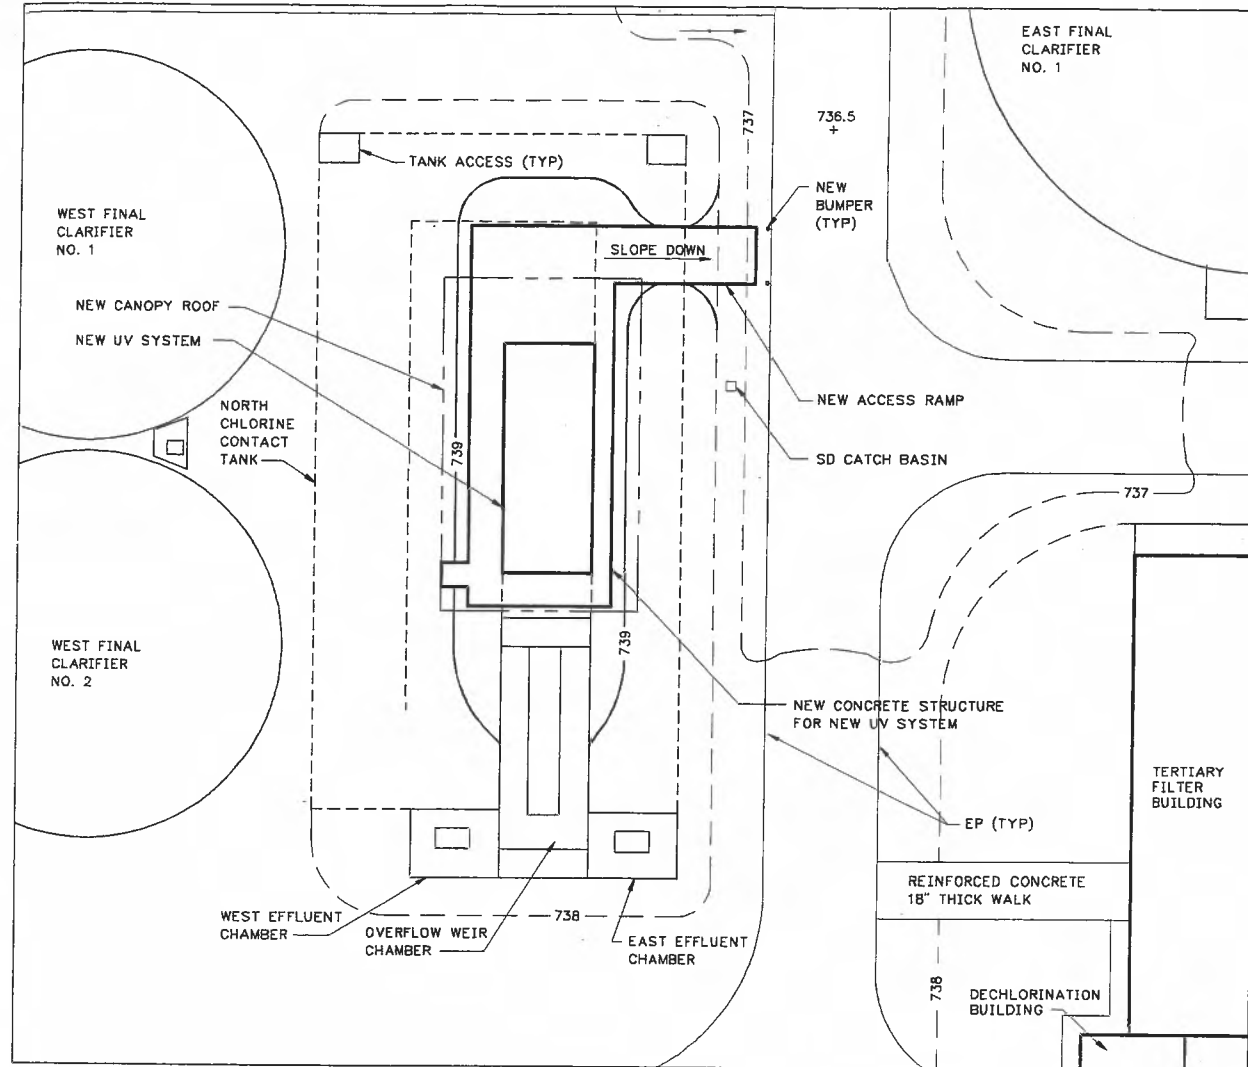 EAST FINAL
CLARIFIER
NO. 1
737
736.5
TANK ACCESS (TYP)
NEW
BUMPER
(TYP)
WEST FINAL
CLARIFIER
NO. 1
SLOPE DOWN
NEW CANOPY ROOF
NEW UV SYSTEM
NORTH
CHLORINE
CONTACT
TANK
NEW ACCESS RAMP
739
SD CATCH BASIN
737
WEST FINAL
CLARIFIER
NO. 2
739
NEW CONCRETE STRUCTURE
FOR NEW UV SYSTEM
TERTIARY
FILTER
BUILDING
EP (TYP)
REINFORCED CONCRETE
18" THICK WALK
WEST EFFLUENT
CHAMBER
738
OVERFLOW WEIR
CHAMBER
EAST EFFLUENT
CHAMBER
738
DECHLORINATION
BUILDING